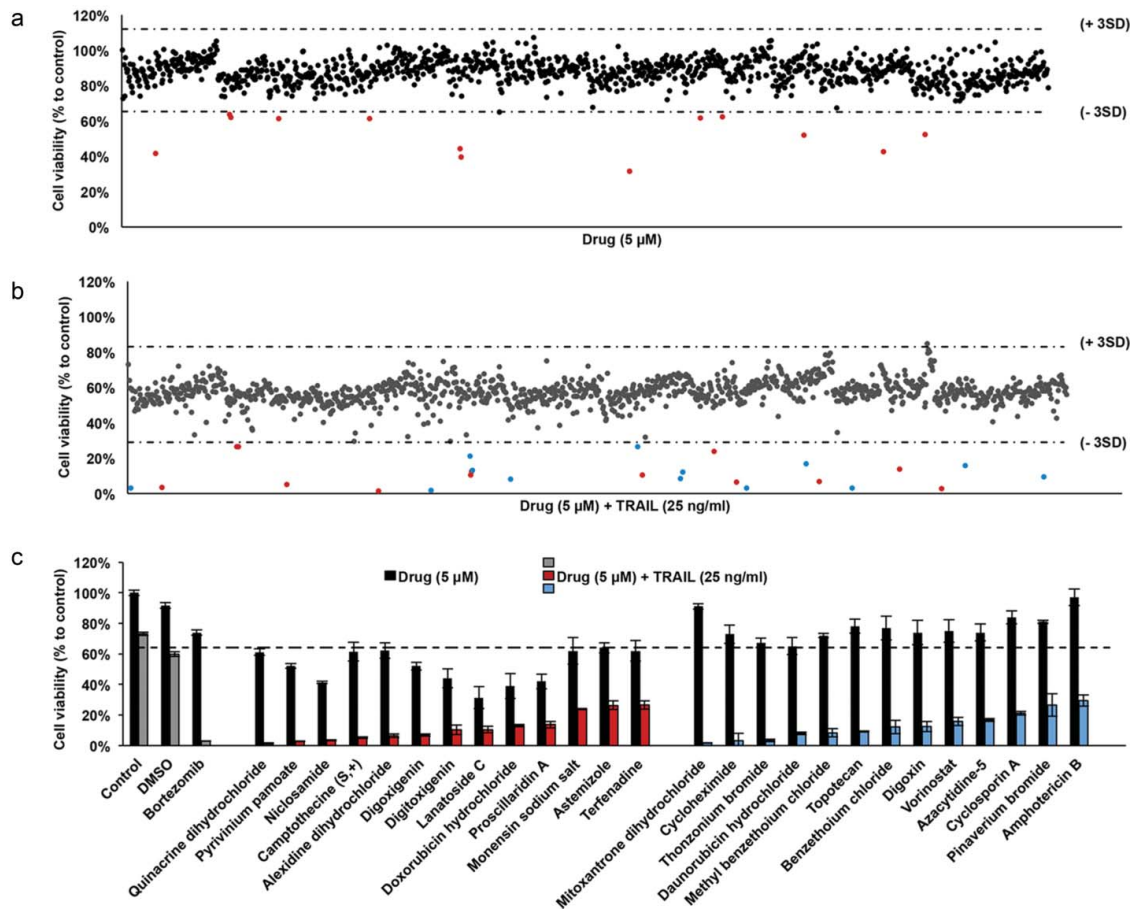 a
Cell viability (% to control)
120%
100%
80%
60%
40%
20%
0%
(+ 3SD)
(- 3SD)
Drug (5 µM)
b
Cell viability (% to control)
120%
100%
80%
60%
40%
20%
0%
(+ 3SD)
(- 3SD)
Drug (5 µM) + TRAIL (25 ng/ml)
c
Cell viability (% to control)
120%
100%
80%
60%
40%
20%
0%
Drug (5 µM)
Drug (5 µM) + TRAIL (25 ng/ml)
Control
DMSO
Bortezomib
Quinacrine dihydrochloride
Pyrivinium pamoate
Niclosamide
Camptothecine (S,+)
Alexidine dihydrochloride
Digoxigenin
Digitoxigenin
Lanatoside C
Doxorubicin hydrochloride
Proscillaridin A
Monensin sodium salt
Astemizole
Terfenadine
Mitoxantrone dihydrochloride
Cycloheximide
Thonzonium bromide
Daunorubicin hydrochloride
Methyl benzethonium chloride
Topotecan
Benzethonium chloride
Digoxin
Vorinostat
Azacytidine-5
Cyclosporin A
Pinaverium bromide
Amphotericin B